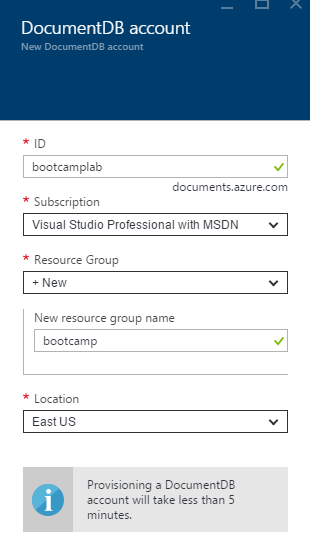 DocumentDB account
New DocumentDB account
* ID
bootcamplab
documents.azure.com
* Subscription
Visual Studio Professional with MSDN
* Resource Group
+ New
New resource group name
bootcamp
* Location
East US
Provisioning a DocumentDB
account will take less than 5
minutes.